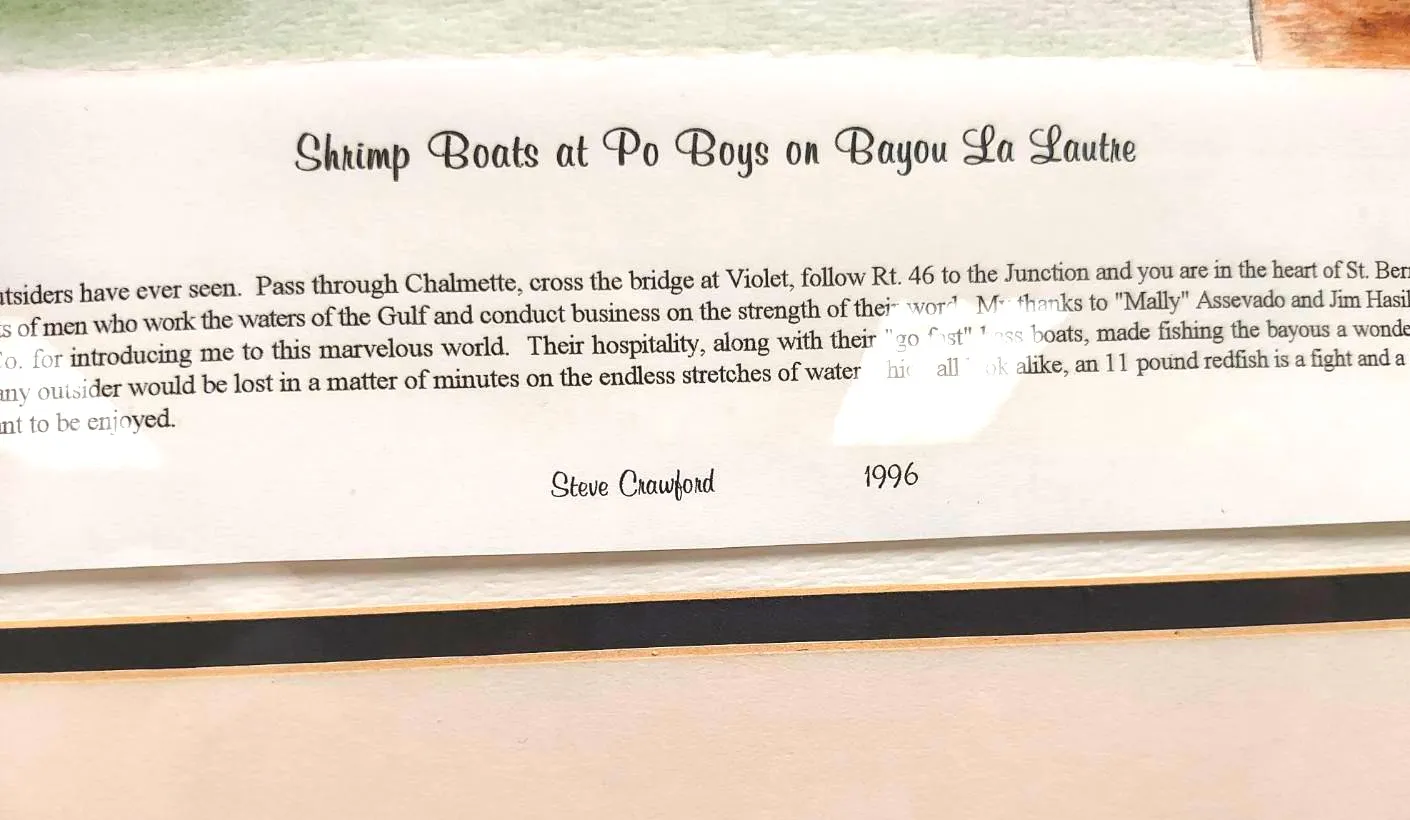 Shrimp Boats at Po Boys on Bayou La Lautre
have ever seen. Pass through Chalmette, cross the bridge at Violet, follow Rt. 46 to the Junction and you are in the heart of St.
of men who work the waters of the Gulf and conduct business on the strength of their word. My thanks to "Mally" Assevado and Jim
for introducing me to this marvelous world. Their hospitality, along with their "go fast" boats, made fishing the bayous a
any outsider would be lost in a matter of minutes on the endless stretches of water all alike, an 11 pound redfish is a fight and a
to be enjoyed.
Steve Crawford 1996